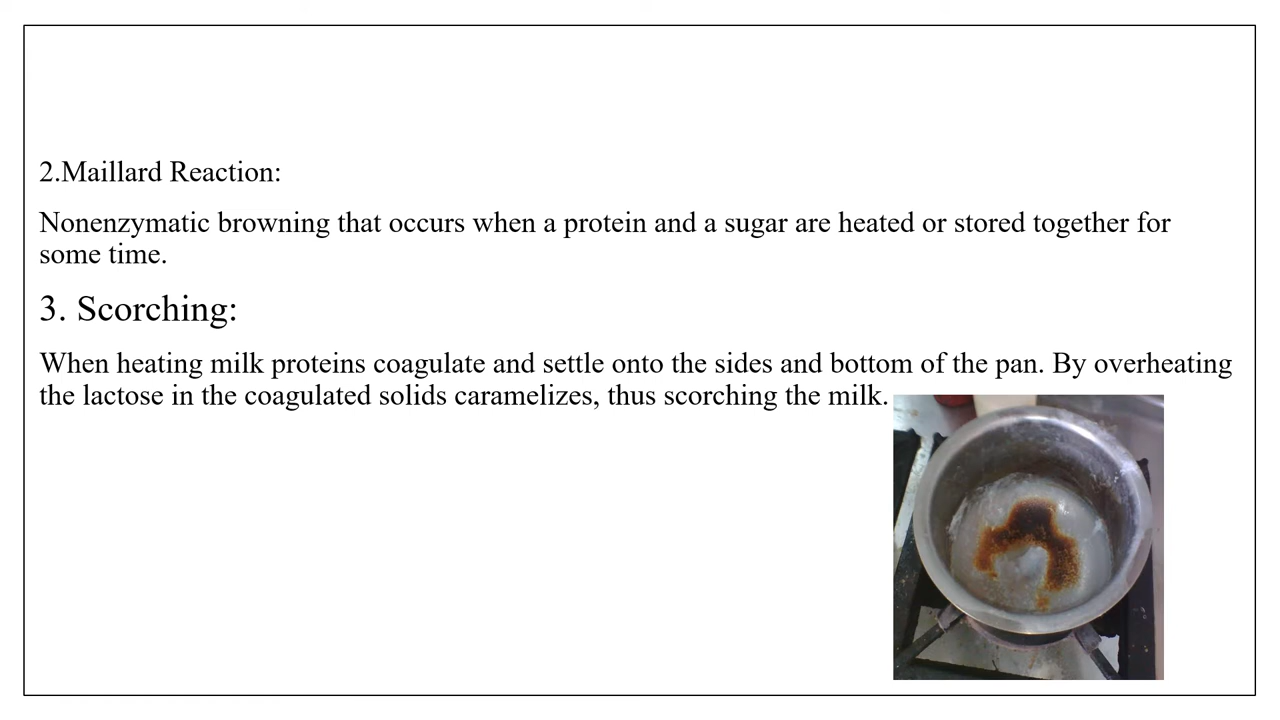 2.Maillard Reaction:
Nonenzymatic browning that occurs when a protein and a sugar are heated or stored together for
some time.
3. Scorching:
When heating milk proteins coagulate and settle onto the sides and bottom of the pan. By overheating
the lactose in the coagulated solids caramelizes, thus scorching the milk.